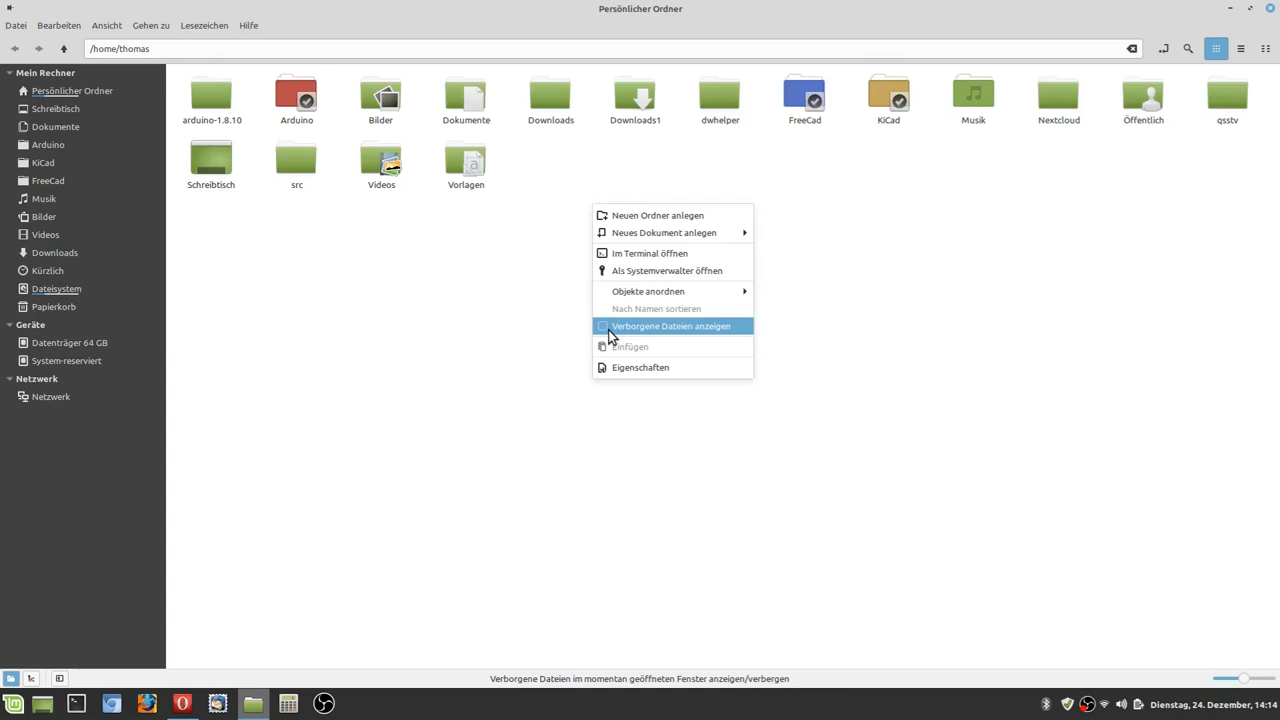 Persönlicher Ordner
Datei Bearbeiten Ansicht Gehen zu Lesezeichen Hilfe
/home/thomas
Mein Rechner
Persönlicher Ordner
Schreibtisch
Dokumente
Arduino
KiCad
FreeCad
Musik
Bilder
Videos
Downloads
Kürzlich
Dateisystem
Papierkorb
Geräte
Datenträger 64 GB
System-reserviert
Netzwerk
Netzwerk
arduino-1.8.10 Arduino Bilder Dokumente Downloads Downloads1 dwhelper FreeCad KiCad Musik Nextcloud Öffentlich qsstv
Schreibtisch src Videos Vorlagen
Neuen Ordner anlegen
Neues Dokument anlegen
Im Terminal öffnen
Als Systemverwalter öffnen
Objekte anordnen
Nach Namen sortieren
Verborgene Dateien anzeigen
Einfügen
Eigenschaften
Verborgene Dateien im momentan geöffneten Fenster anzeigen/verbergen
Dienstag, 24. Dezember, 14:14